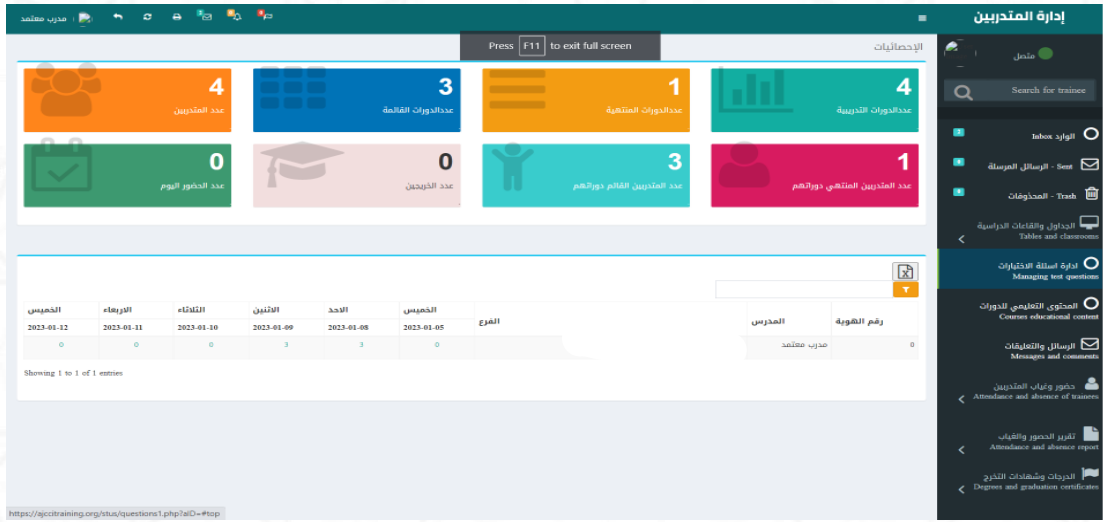 إدارة المتدربين
مدرب معتمد
متصل
Search for trainee
الوارد Inbox
الرسائل المرسلة - Sent
المحذوفات - Trash
الجداول والقاعات الدراسية
Tables and classrooms
ادارة اسئلة الاختبارات
Managing test questions
المحتوى التعليمي للدورات
Courses educational content
الرسائل والتعليقات
Messages and comments
حضور وغياب المتدربين
Attendance and absence of trainees
تقرير الحضور والغياب
Attendance and absence report
الدرجات وشهادات التخرج
Degrees and graduation certificates
Press F11 to exit full screen
الإحصائيات
4
عددالدورات التدريبية
1
عددالدورات المنتهية
3
عددالدورات القائمة
4
عدد المتدربين
1
عدد المتدربين المنتهي دوراتهم
3
عدد المتدربين القائم دوراتهم
0
عدد الخريجين
0
عدد الحضور اليوم
رقم الهوية المدرس الفرع الخميس الاحد الاثنين الثلاثاء الاربعاء الخميس
2023-01-05 2023-01-08 2023-01-09 2023-01-10 2023-01-11 2023-01-12
0 مدرب معتمد 0 3 3 0 0 0
Showing 1 to 1 of 1 entries
https://ajccitraining.org/stus/questions1.php?aID=#top